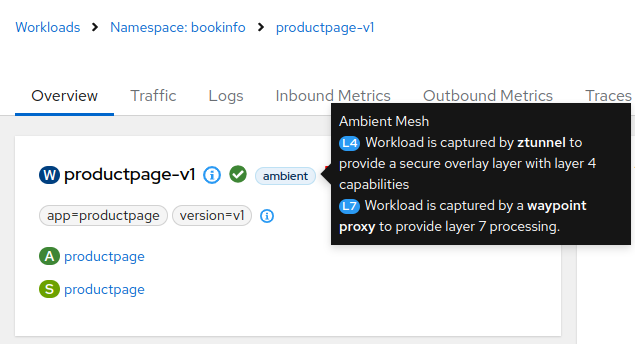 Workloads > Namespace: bookinfo > productpage-v1
Overview Traffic Logs Inbound Metrics Outbound Metrics Traces
Ambient Mesh
L4 Workload is captured by ztunnel to
provide a secure overlay layer with layer 4
capabilities
L7 Workload is captured by a waypoint
proxy to provide layer 7 processing.
W productpage-v1 ambient
app=productpage version=v1
A productpage
S productpage